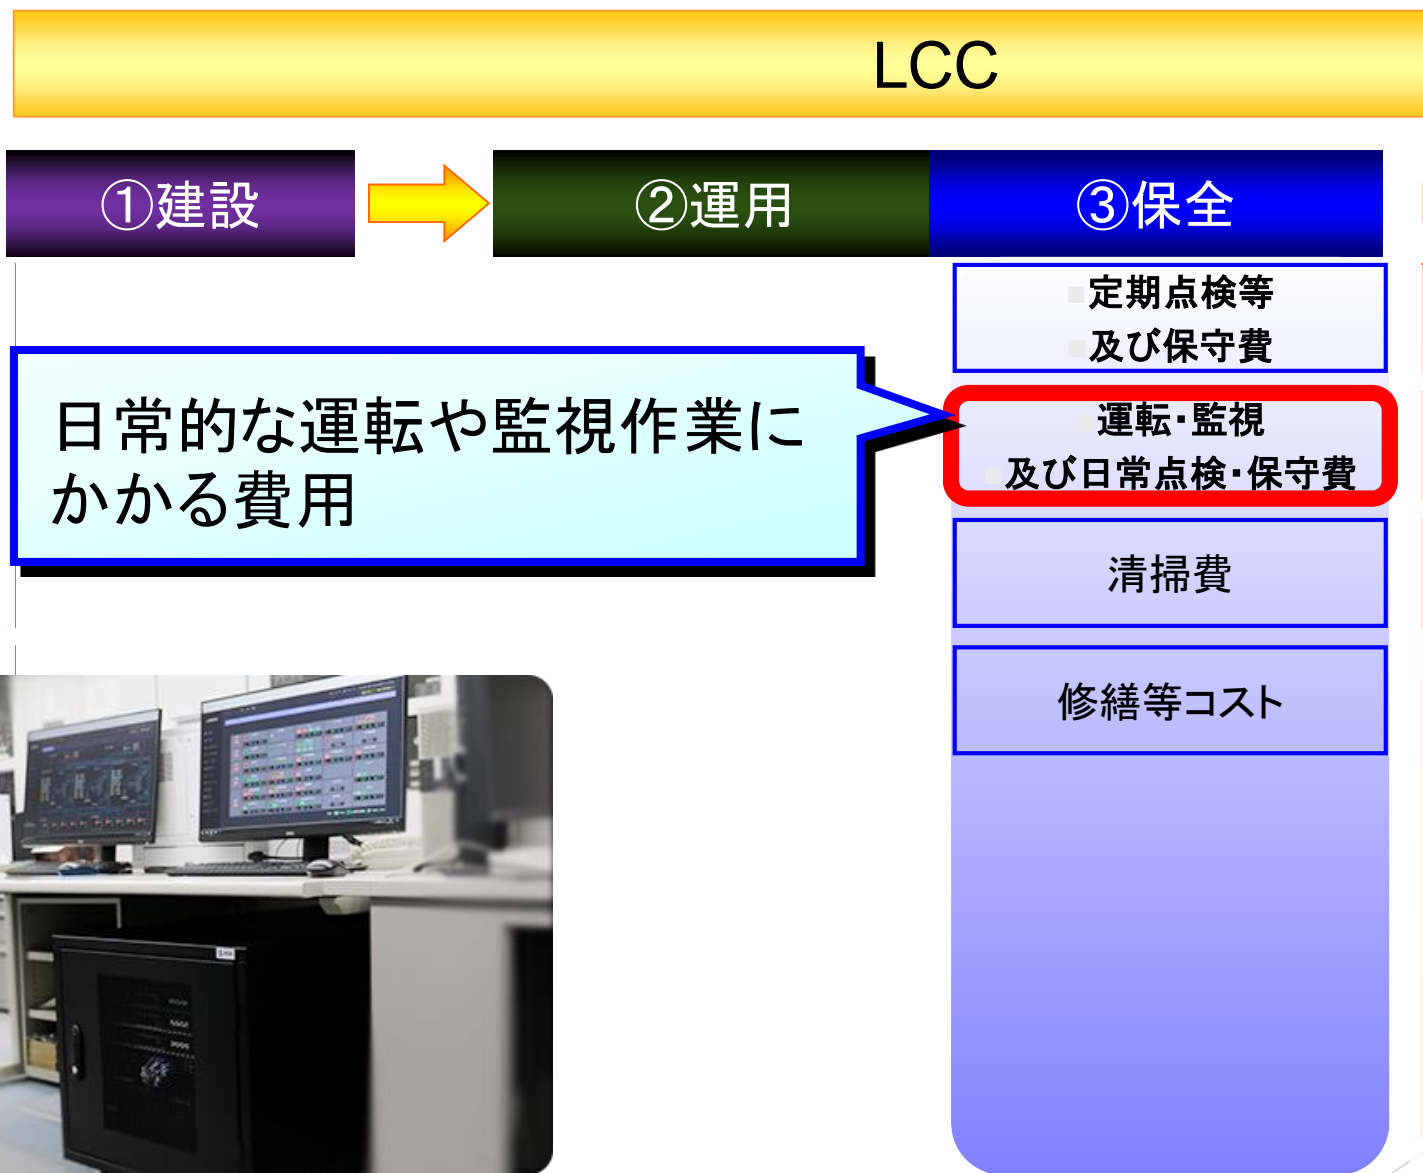 LCC
①建設
②運用
③保全
定期点検等
及び保守費
日常的な運転や監視作業に
かかる費用
運転・監視
及び日常点検・保守費
清掃費
修繕等コスト